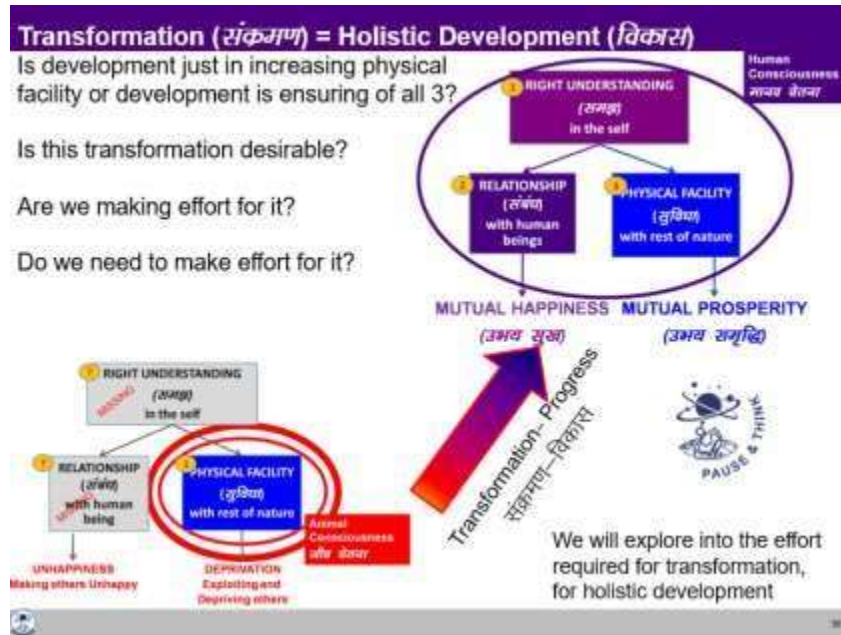 Transformation (संक्रमण) = Holistic Development (विकास)
Is development just in increasing physical
facility or development is ensuring of all 3?
Is this transformation desirable?
Are we making effort for it?
Do we need to make effort for it?
Human
Consciousness
मानव चेतना
1
RIGHT UNDERSTANDING
(समझ)
in the self
2
RELATIONSHIP
(संबंध)
with human
beings
3
PHYSICAL FACILITY
(सुविधा)
with rest of nature
MUTUAL HAPPINESS
(उभय सुख)
MUTUAL PROSPERITY
(उभय समृद्धि)
?
RIGHT UNDERSTANDING
(समझ)
in the self
MISSING
?
RELATIONSHIP
(संबंध)
with human
being
MISSING
PHYSICAL FACILITY
(सुविधा)
with rest of nature
Animal
Consciousness
जीव चेतना
UNHAPPINESS
Making others Unhappy
DEPRIVATION
Exploiting and
Depriving others
Transformation– Progress
संक्रमण–विकास
PAUSE & THINK
We will explore into the effort
required for transformation,
for holistic development